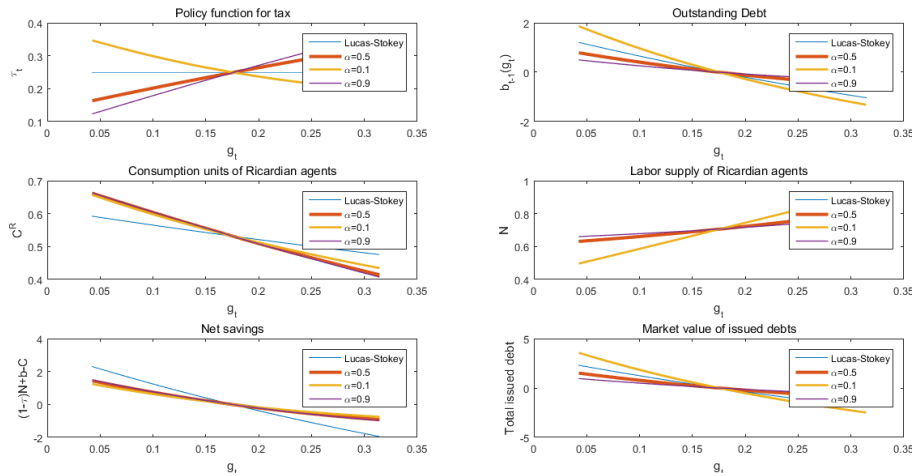 Policy function for tax
0.4
0.3
0.2
0.1
τt
0 0.05 0.1 0.15 0.2 0.25 0.3 0.35
gt
Lucas-Stokey
α=0.5
α=0.1
α=0.9
Outstanding Debt
2
0
-2
bt-1(gt)
0 0.05 0.1 0.15 0.2 0.25 0.3 0.35
gt
Lucas-Stokey
α=0.5
α=0.1
α=0.9
Consumption units of Ricardian agents
0.7
0.6
0.5
0.4
CR
0 0.05 0.1 0.15 0.2 0.25 0.3 0.35
gt
Lucas-Stokey
α=0.5
α=0.1
α=0.9
Labor supply of Ricardian agents
1
0.8
0.6
0.4
N
0 0.05 0.1 0.15 0.2 0.25 0.3 0.35
gt
Lucas-Stokey
α=0.5
α=0.1
α=0.9
Net savings
4
2
0
-2
(1-τ)N+b-C
0 0.05 0.1 0.15 0.2 0.25 0.3 0.35
gt
Lucas-Stokey
α=0.5
α=0.1
α=0.9
Market value of issued debts
5
0
-5
Total issued debt
0 0.05 0.1 0.15 0.2 0.25 0.3 0.35
gt
Lucas-Stokey
α=0.5
α=0.1
α=0.9